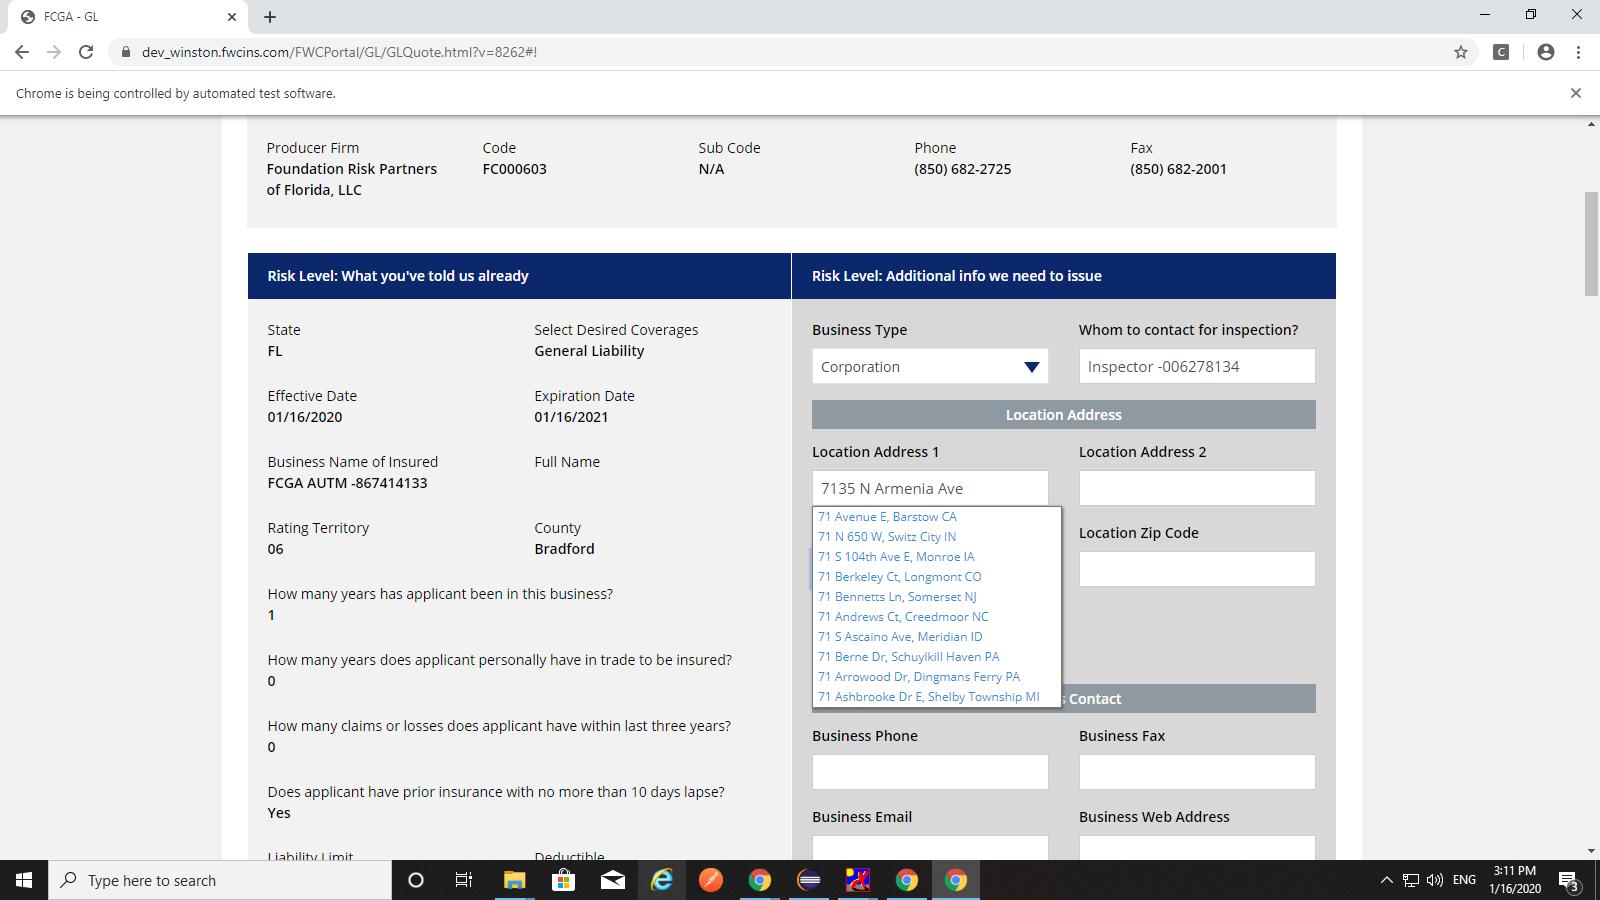 FCGA - GL
dev_winston.fwcins.com/FWCPortal/GL/GLQuote.html?v=8262#!
C
Chrome is being controlled by automated test software.
Producer Firm
Foundation Risk Partners
of Florida, LLC
Code
FC000603
Sub Code
N/A
Phone
(850) 682-2725
Fax
(850) 682-2001
Risk Level: What you've told us already
State
FL
Select Desired Coverages
General Liability
Effective Date
01/16/2020
Expiration Date
01/16/2021
Business Name of Insured
FCGA AUTM -867414133
Full Name
Rating Territory
06
County
Bradford
How many years has applicant been in this business?
1
How many years does applicant personally have in trade to be insured?
0
How many claims or losses does applicant have within last three years?
0
Does applicant have prior insurance with no more than 10 days lapse?
Yes
Liability Limit
Deductible
Risk Level: Additional info we need to issue
Business Type
Corporation
Whom to contact for inspection?
Inspector -006278134
Location Address
Location Address 1
7135 N Armenia Ave
Location Address 2
71 Avenue E, Barstow CA
71 N 650 W, Switz City IN
71 S 104th Ave E, Monroe IA
71 Berkeley Ct, Longmont CO
71 Bennetts Ln, Somerset NJ
71 Andrews Ct, Creedmoor NC
71 S Ascaino Ave, Meridian ID
71 Berne Dr, Schuylkill Haven PA
71 Arrowood Dr, Dingmans Ferry PA
71 Ashbrooke Dr E, Shelby Township MI
Location Zip Code
Contact
Business Phone
Business Fax
Business Email
Business Web Address
Type here to search
ENG
3:11 PM
1/16/2020
3